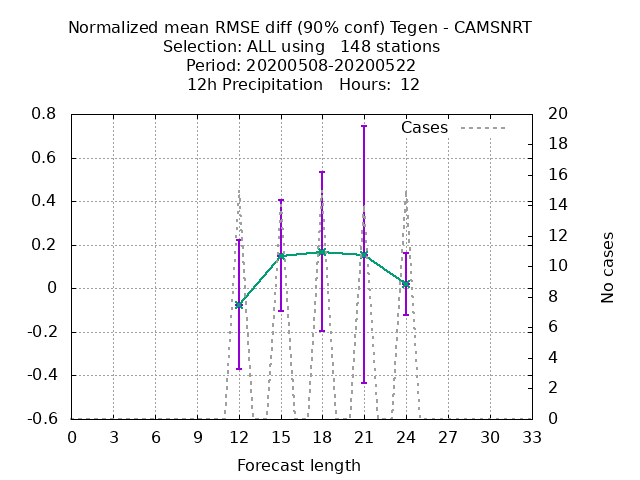 Normalized mean RMSE diff (90% conf) Tegen - CAMSNRT
Selection: ALL using   148 stations
Period: 20200508-20200522
12h Precipitation   Hours:  12
Cases
0.8
0.6
0.4
0.2
0
-0.2
-0.4
-0.6
20
18
16
14
12
10
8
6
4
2
0
No cases
0 3 6 9 12 15 18 21 24 27 30 33
Forecast length